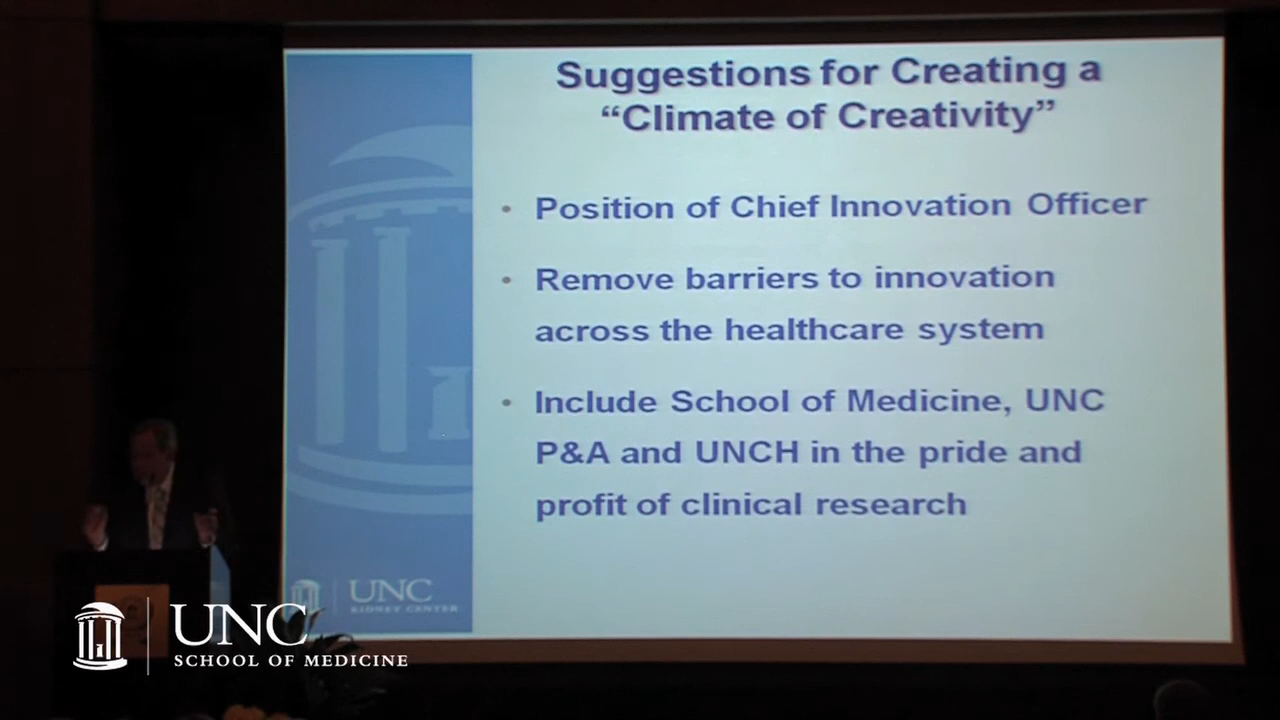 Suggestions for Creating a
“Climate of Creativity”
• Position of Chief Innovation Officer
• Remove barriers to innovation
across the healthcare system
• Include School of Medicine, UNC
P&A and UNCH in the pride and
profit of clinical research
UNC
KIDNEY CENTER
UNC
SCHOOL OF MEDICINE